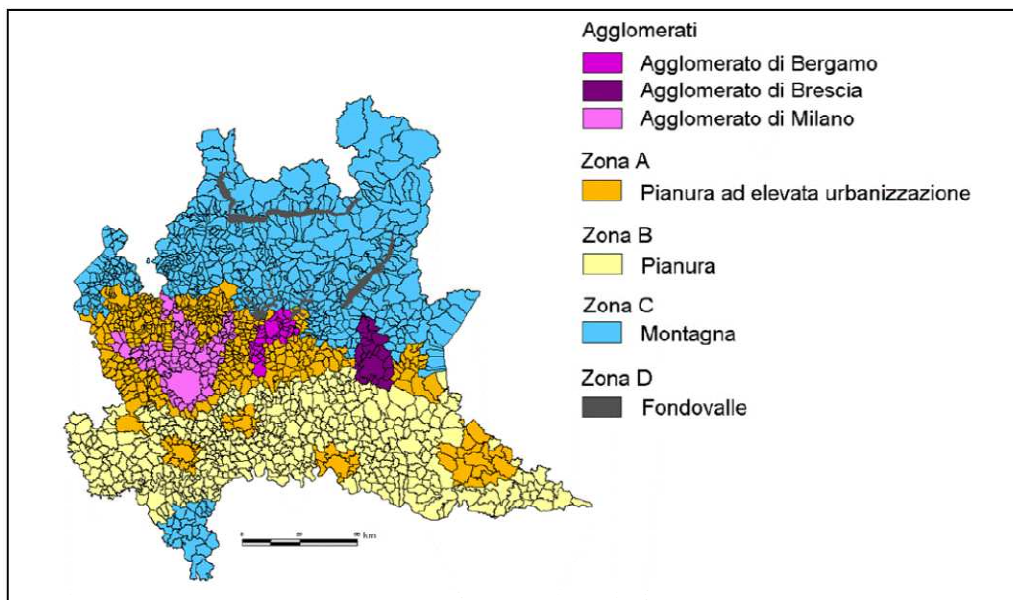 Agglomerati
Agglomerato di Bergamo
Agglomerato di Brescia
Agglomerato di Milano
Zona A
Pianura ad elevata urbanizzazione
Zona B
Pianura
Zona C
Montagna
Zona D
Fondovalle
km